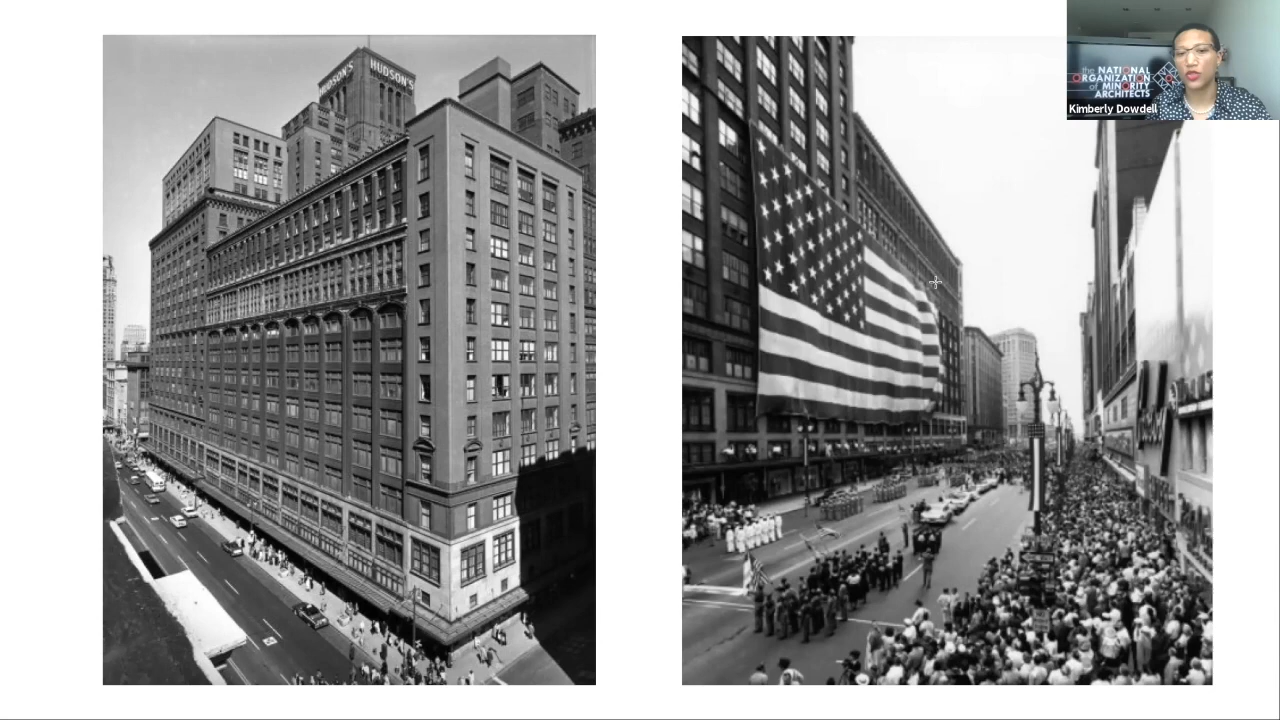 HUDSON'S
HUDSON'S
the NATIONAL
ORGANIZATION
of MINORITY
ARCHITECTS
Kimberly Dowdell